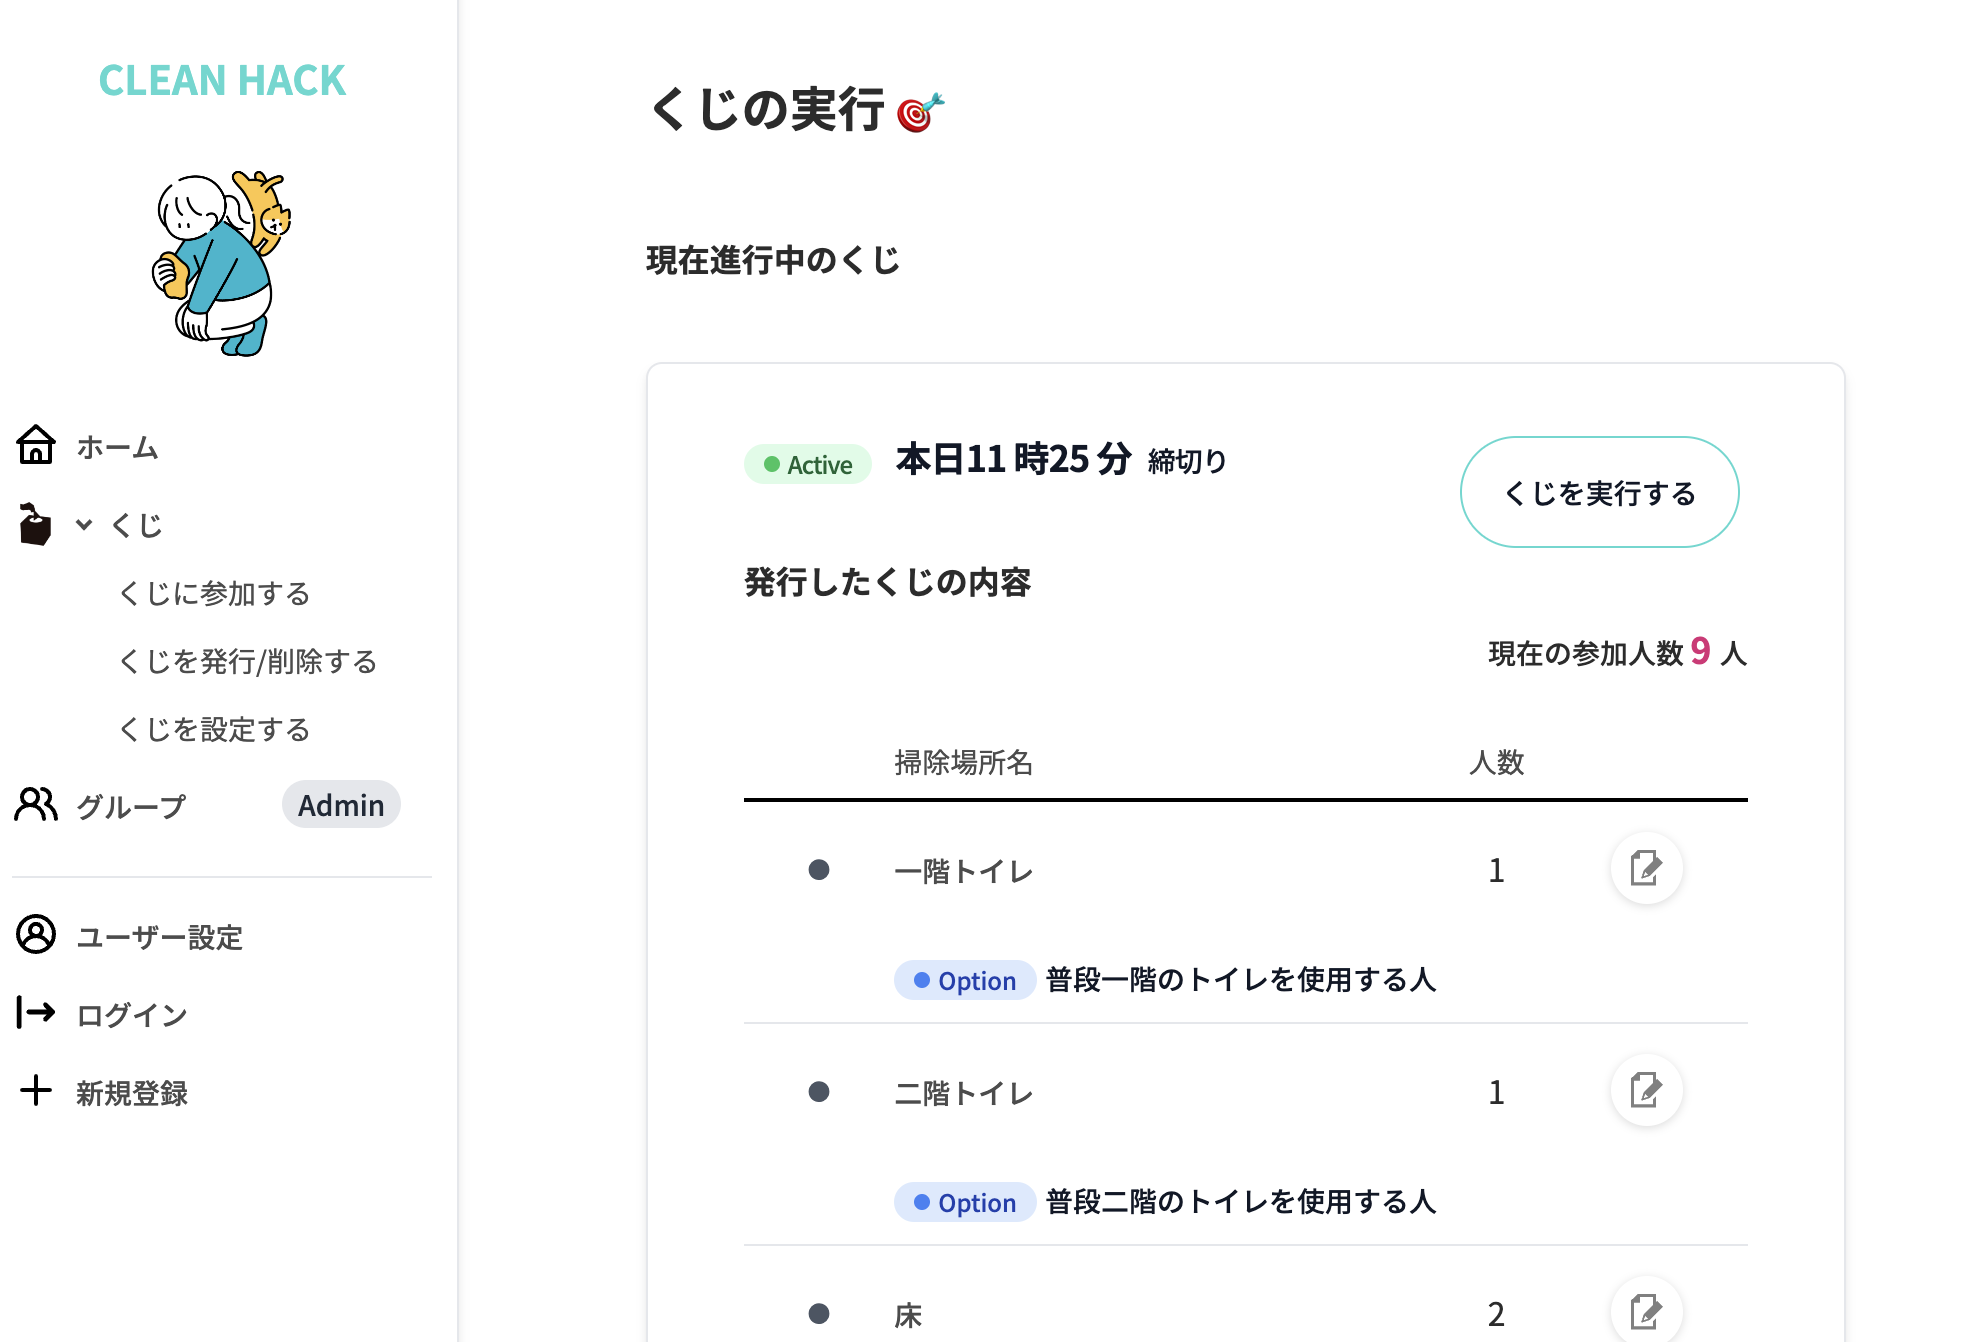 CLEAN HACK
ホーム
くじ
くじに参加する
くじを発行/削除する
くじを設定する
グループ Admin
ユーザー設定
ログイン
新規登録
くじの実行
現在進行中のくじ
Active 本日11 時25 分 締切り
くじを実行する
発行したくじの内容
現在の参加人数 9 人
掃除場所名 人数
一階トイレ 1
Option 普段一階のトイレを使用する人
二階トイレ 1
Option 普段二階のトイレを使用する人
床 2